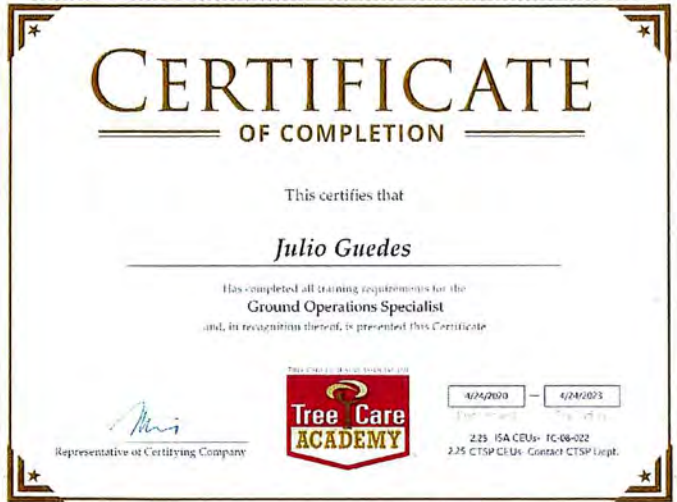 CERTIFICATE
OF COMPLETION
This certifies that
Julio Guedes
Has completed all training requirements for the
Ground Operations Specialist
and, in recognition thereof, is presented this Certificate
Tree Care
ACADEMY
4/24/2020 — 4/24/2023
2.25 ISA CEUs- TC-08-022
2.25 CTSP CEUs- Contact CTSP Dept.
Representative of Certifying Company